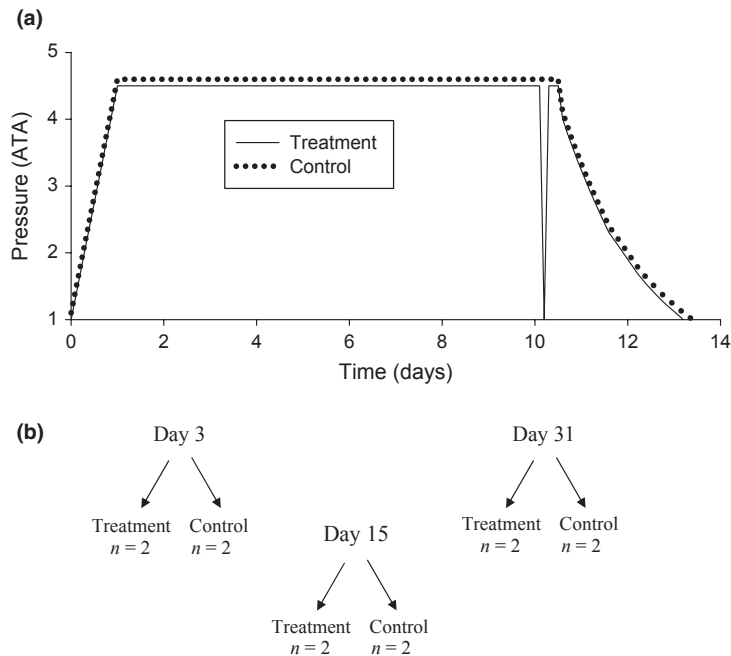 (a)
5
4
3
2
1
Pressure (ATA)
Treatment
Control
0 2 4 6 8 10 12 14
Time (days)
(b)
Day 3
Treatment Control
n = 2 n = 2
Day 15
Treatment Control
n = 2 n = 2
Day 31
Treatment Control
n = 2 n = 2